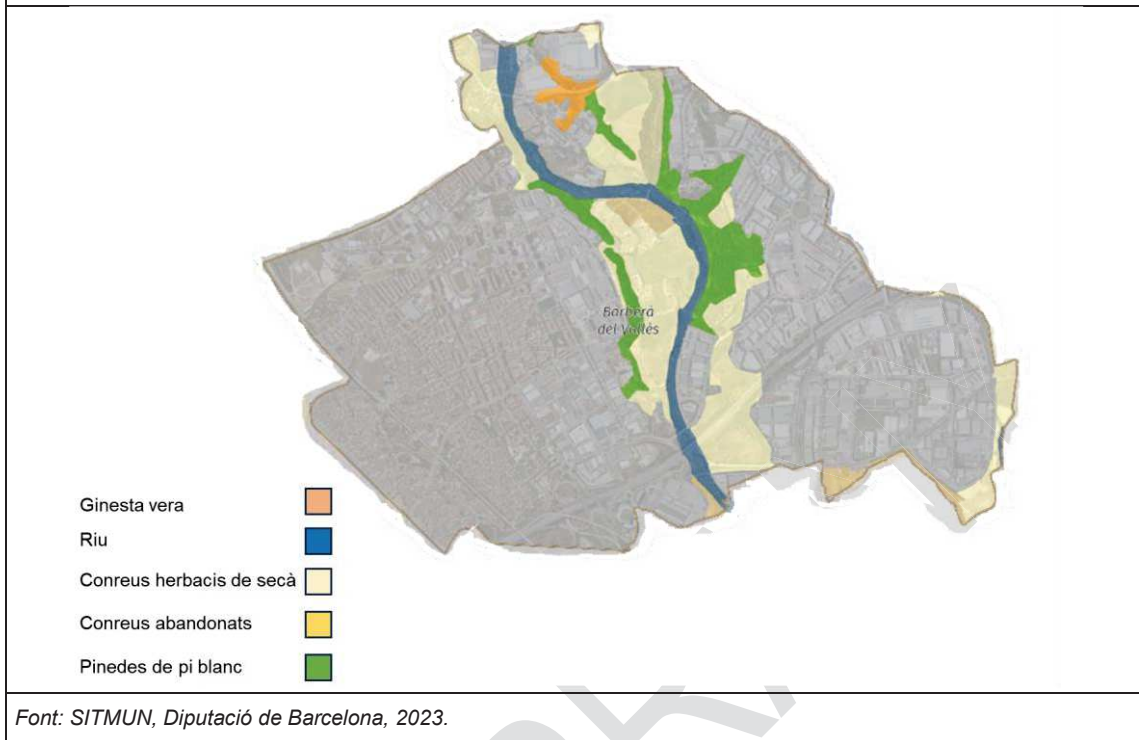 Barberà
del Vallès
Ginesta vera
Riu
Conreus herbacis de secà
Conreus abandonats
Pinedes de pi blanc
Font: SITMUN, Diputació de Barcelona, 2023.